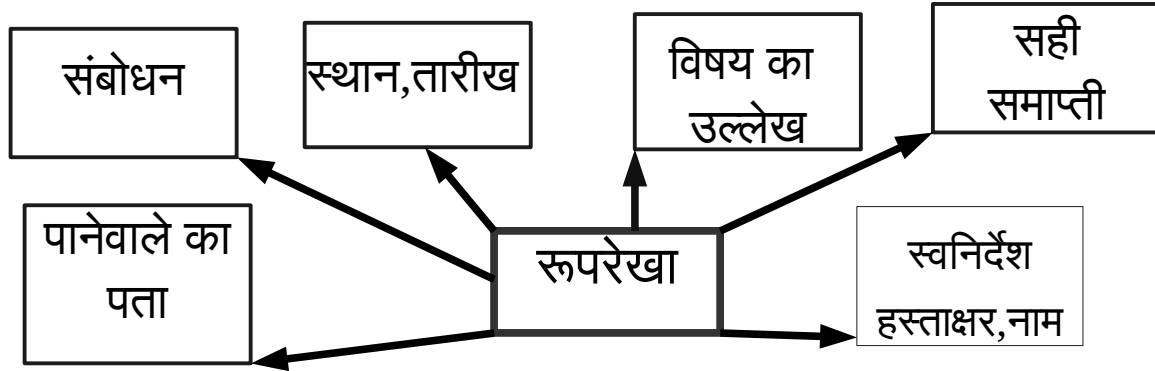 संबोधन
स्थान,तारीख
विषय का
उल्लेख
सही
समाप्ती
पानेवाले का
पता
रूपरेखा
स्वनिर्देश
हस्ताक्षर,नाम